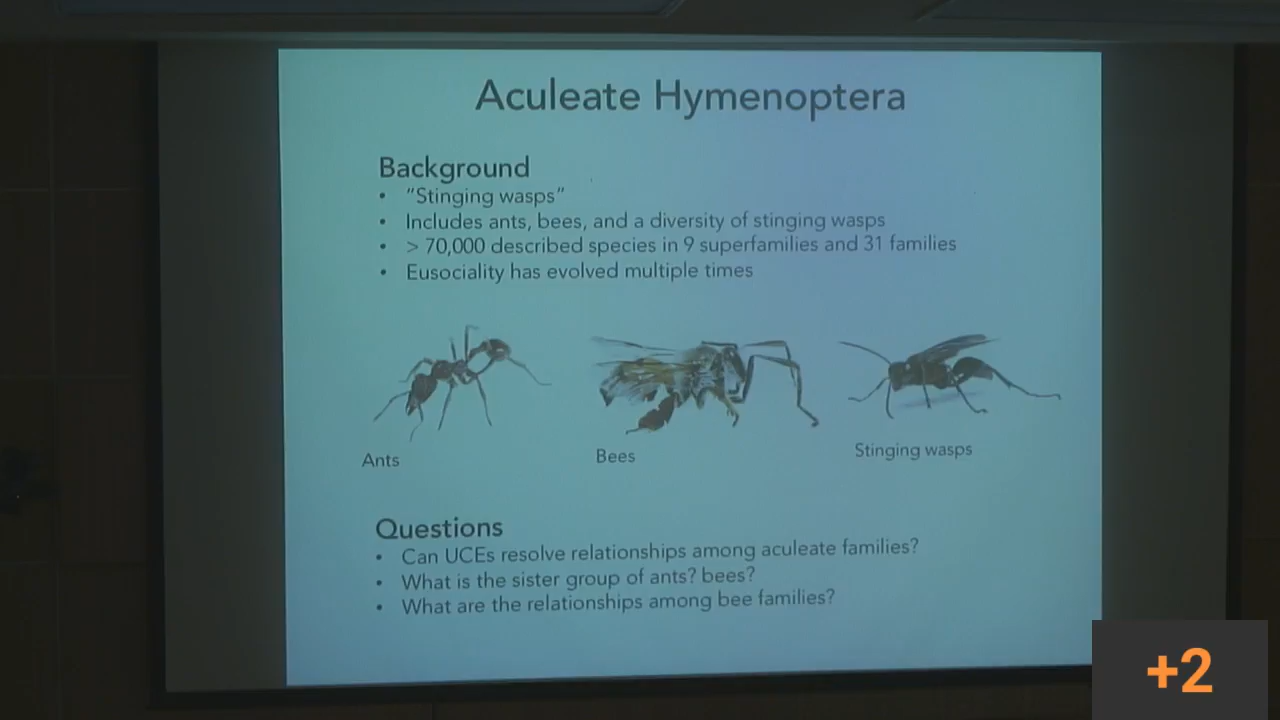 Aculeate Hymenoptera
Background
• "Stinging wasps"
• Includes ants, bees, and a diversity of stinging wasps
• > 70,000 described species in 9 superfamilies and 31 families
• Eusociality has evolved multiple times
Ants
Bees
Stinging wasps
Questions
• Can UCEs resolve relationships among aculeate families?
• What is the sister group of ants? bees?
• What are the relationships among bee families?
+2